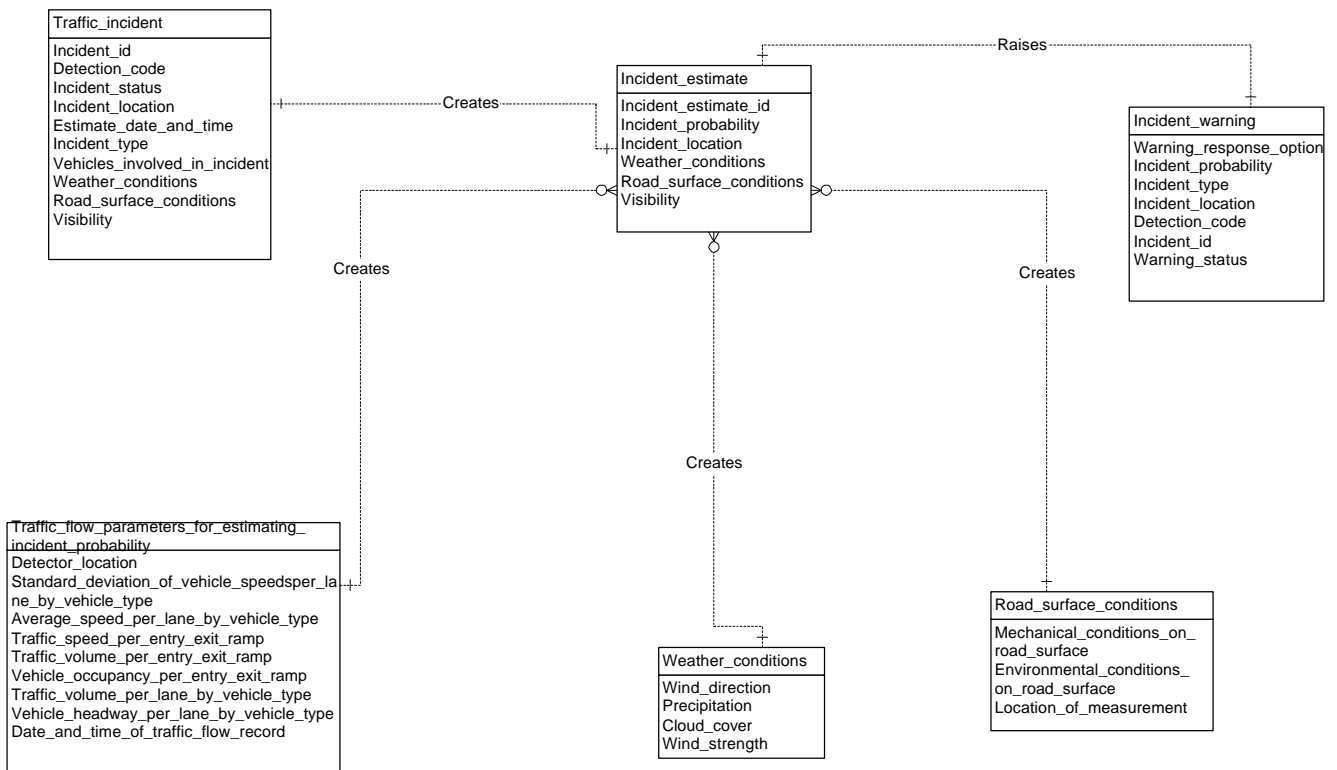 Traffic_incident
Incident_id
Detection_code
Incident_status
Incident_location
Estimate_date_and_time
Incident_type
Vehicles_involved_in_incident
Weather_conditions
Road_surface_conditions
Visibility
Creates
Incident_estimate
Incident_estimate_id
Incident_probability
Incident_location
Weather_conditions
Road_surface_conditions
Visibility
Raises
Incident_warning
Warning_response_option
Incident_probability
Incident_type
Incident_location
Detection_code
Incident_id
Warning_status
Creates
Creates
Creates
Traffic_flow_parameters_for_estimating_
incident_probability
Detector_location
Standard_deviation_of_vehicle_speedsper_la
ne_by_vehicle_type
Average_speed_per_lane_by_vehicle_type
Traffic_speed_per_entry_exit_ramp
Traffic_volume_per_entry_exit_ramp
Vehicle_occupancy_per_entry_exit_ramp
Traffic_volume_per_lane_by_vehicle_type
Vehicle_headway_per_lane_by_vehicle_type
Date_and_time_of_traffic_flow_record
Weather_conditions
Wind_direction
Precipitation
Cloud_cover
Wind_strength
Road_surface_conditions
Mechanical_conditions_on_
road_surface
Environmental_conditions_
on_road_surface
Location_of_measurement